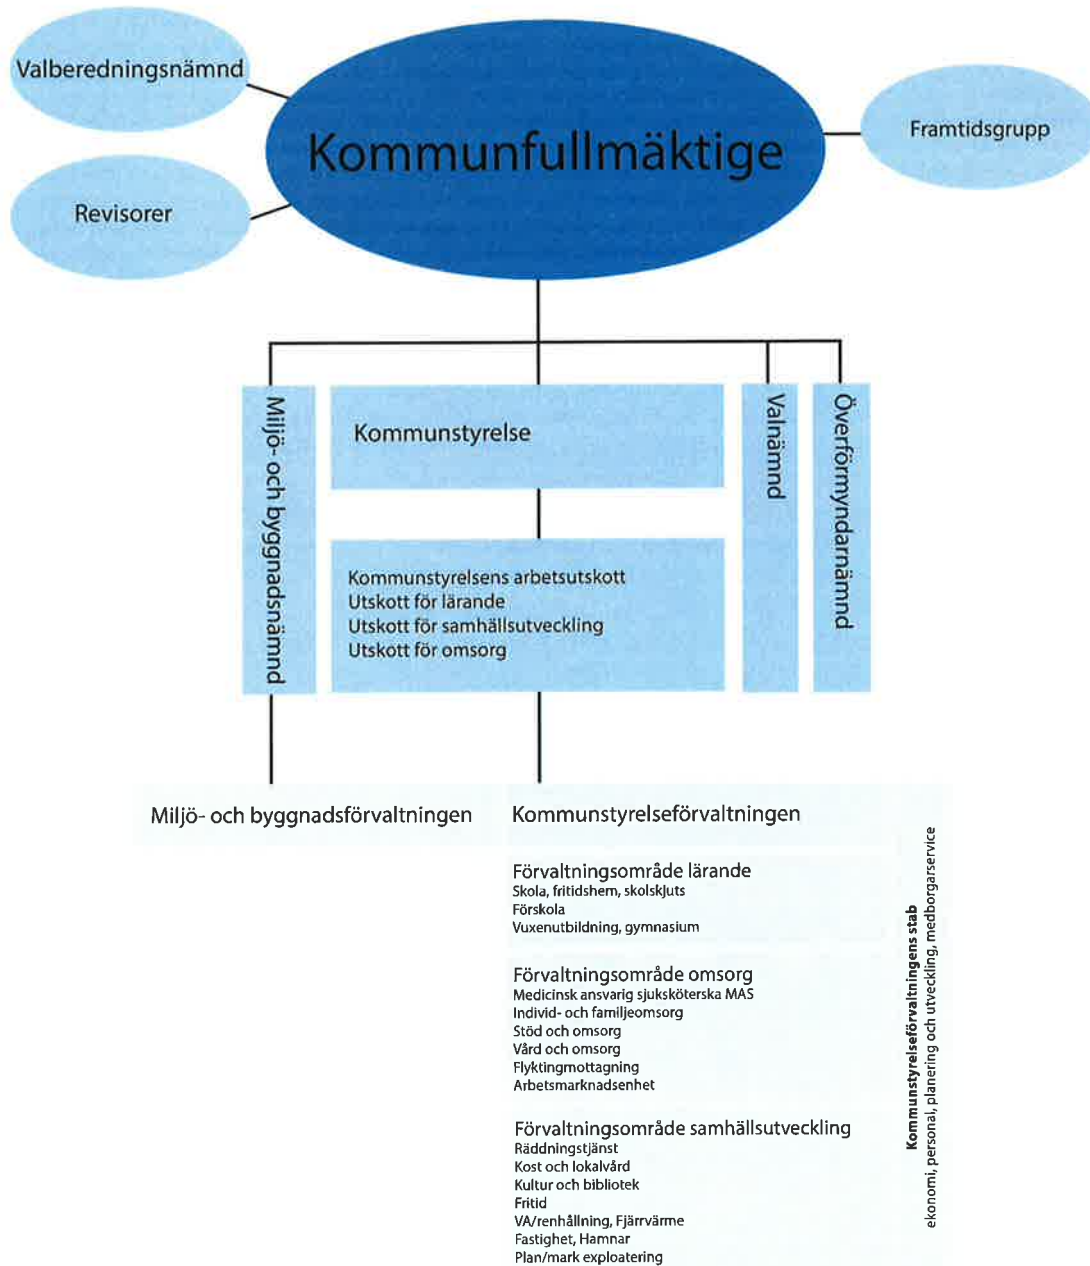 Valberedningsnämnd
Kommunfullmäktige
Framtidsgrupp
Revisorer
Miljö- och byggnadsnämnd
Kommunstyrelse
Valnämnd
Överförmyndarnämnd
Kommunstyrelsens arbetsutskott
Utskott för lärande
Utskott för samhällsutveckling
Utskott för omsorg
Miljö- och byggnadsförvaltningen
Kommunstyrelseförvaltningen
Förvaltningsområde lärande
Skola, fritidshem, skolskjuts
Förskola
Vuxenutbildning, gymnasium
Förvaltningsområde omsorg
Medicinsk ansvarig sjuksköterska MAS
Individ- och familjeomsorg
Stöd och omsorg
Vård och omsorg
Flyktingmottagning
Arbetsmarknadsenhet
Förvaltningsområde samhällsutveckling
Räddningstjänst
Kost och lokalvård
Kultur och bibliotek
Fritid
VA/renhållning, Fjärrvärme
Fastighet, Hamnar
Plan/mark exploatering
Kommunstyrelseförvaltningens stab
ekonomi, personal, planering och utveckling, medborgarservice